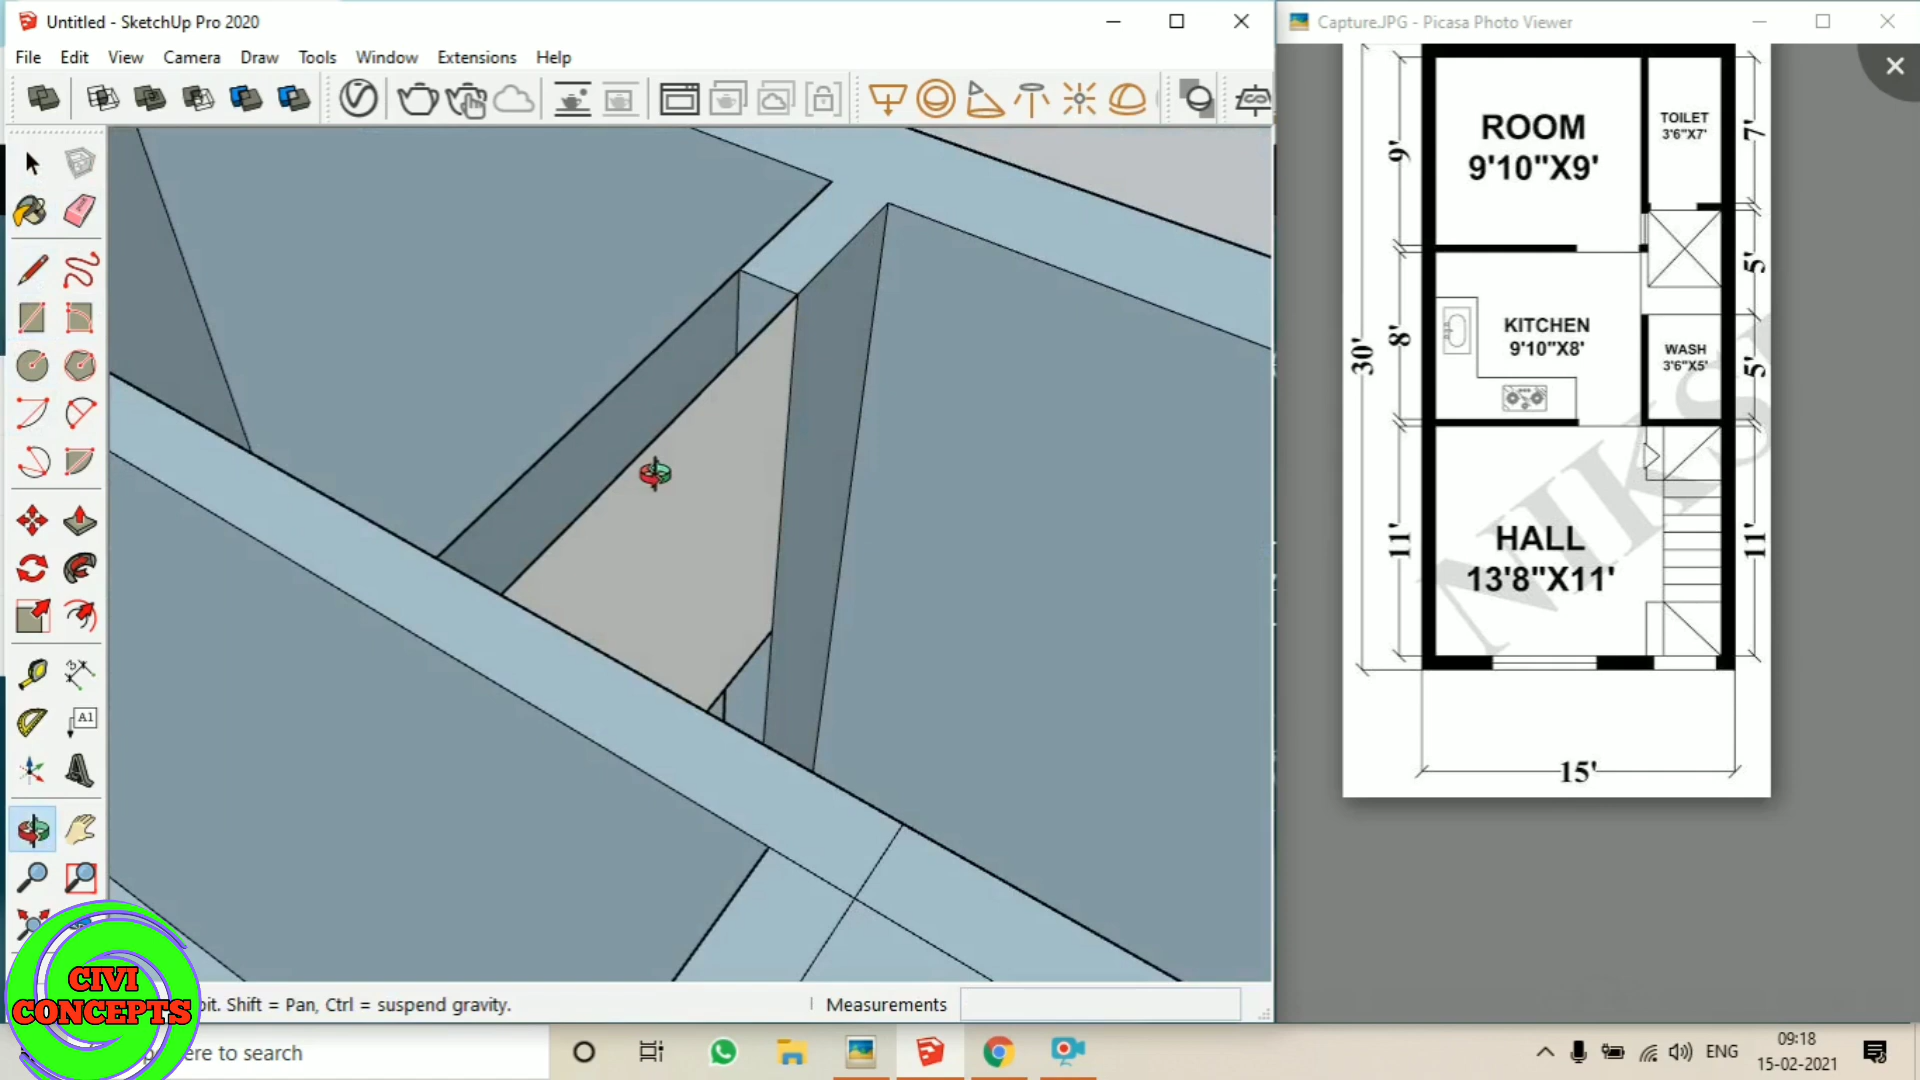 Untitled - SketchUp Pro 2020
File Edit View Camera Draw Tools Window Extensions Help
A1
bit. Shift = Pan, Ctrl = suspend gravity.
Measurements
CIVI
CONCEPTS
ere to search
Capture.JPG - Picasa Photo Viewer
ROOM
9'10"X9'
TOILET
3'6"X7'
9'
7'
5'
KITCHEN
9'10"X8'
8'
30'
WASH
3'6"X5'
5'
HALL
13'8"X11'
11'
11'
NIKS
15'
ENG
09:18
15-02-2021